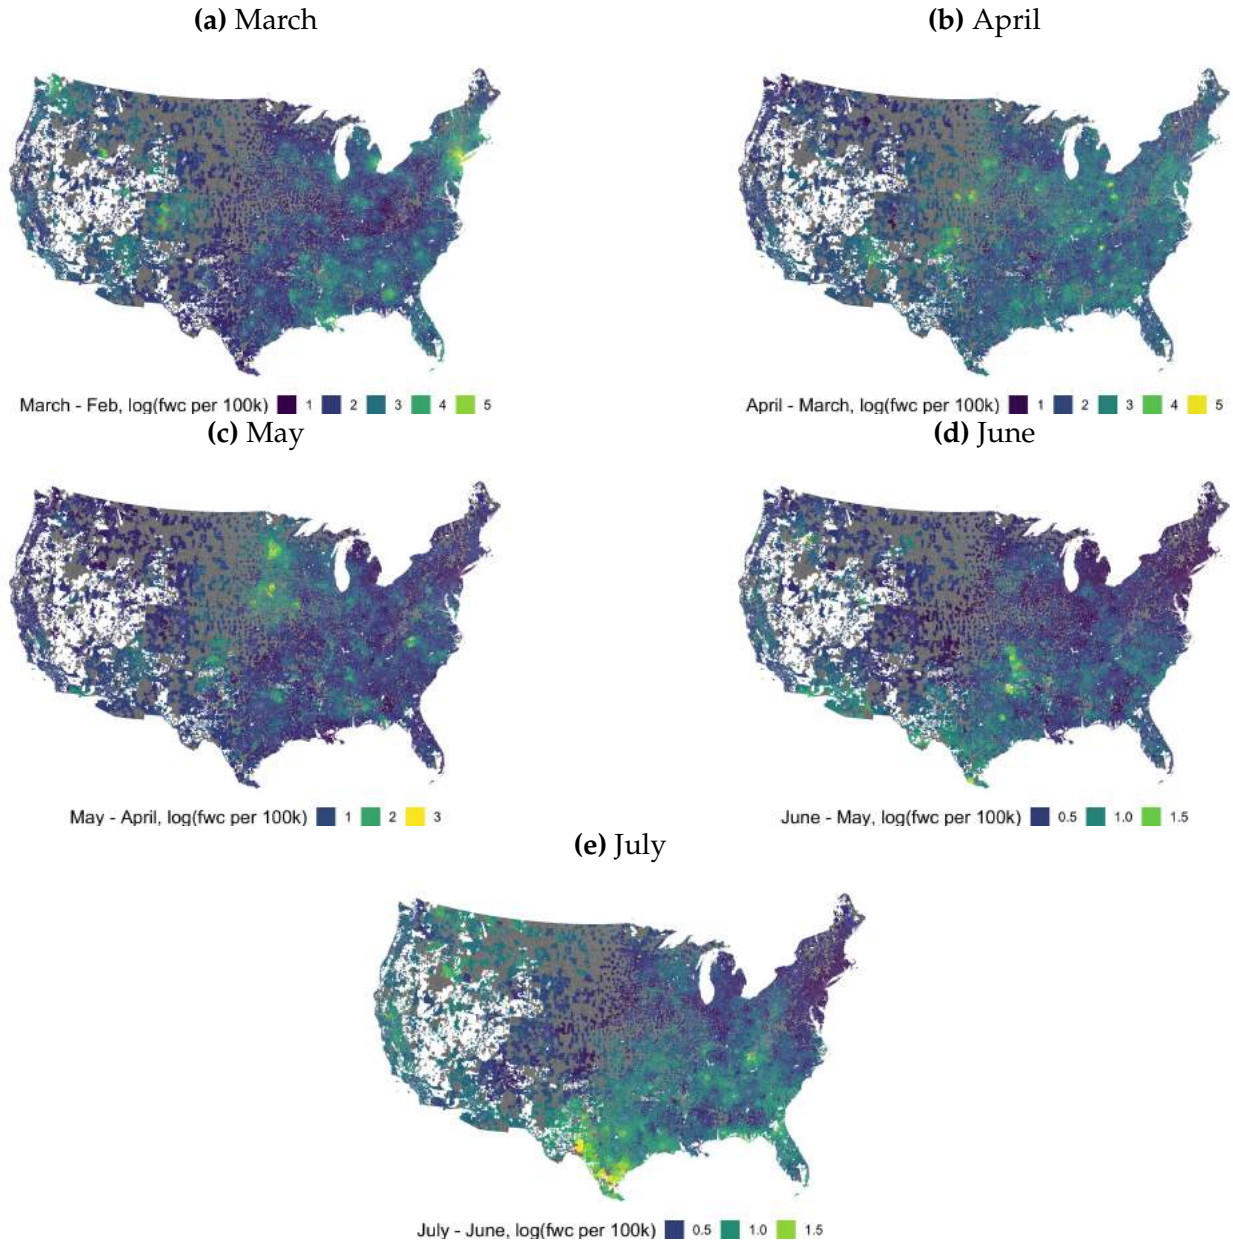 (a) March
(b) April
March - Feb, log(fwc per 100k) 1 2 3 4 5
April - March, log(fwc per 100k) 1 2 3 4 5
(c) May
(d) June
May - April, log(fwc per 100k) 1 2 3
June - May, log(fwc per 100k) 0.5 1.0 1.5
(e) July
July - June, log(fwc per 100k) 0.5 1.0 1.5